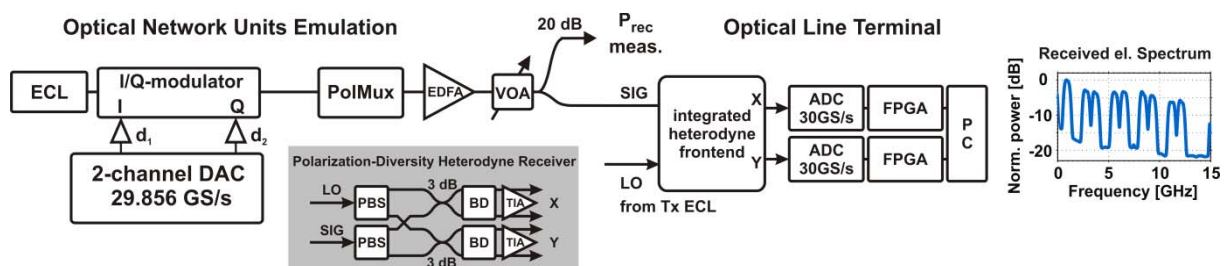 Optical Network Units Emulation
ECL
I/Q-modulator
I
Q
d1
d2
2-channel DAC
29.856 GS/s
PolMux
EDFA
VOA
20 dB
Prec
meas.
Polarization-Diversity Heterodyne Receiver
LO
SIG
PBS
PBS
3 dB
3 dB
BD
BD
TIA
TIA
X
Y
Optical Line Terminal
SIG
LO
from Tx ECL
integrated
heterodyne
frontend
X
Y
ADC
30GS/s
FPGA
ADC
30GS/s
FPGA
P
C
Received el. Spectrum
Norm. power [dB]
0
-10
-20
0
5
10
15
Frequency [GHz]